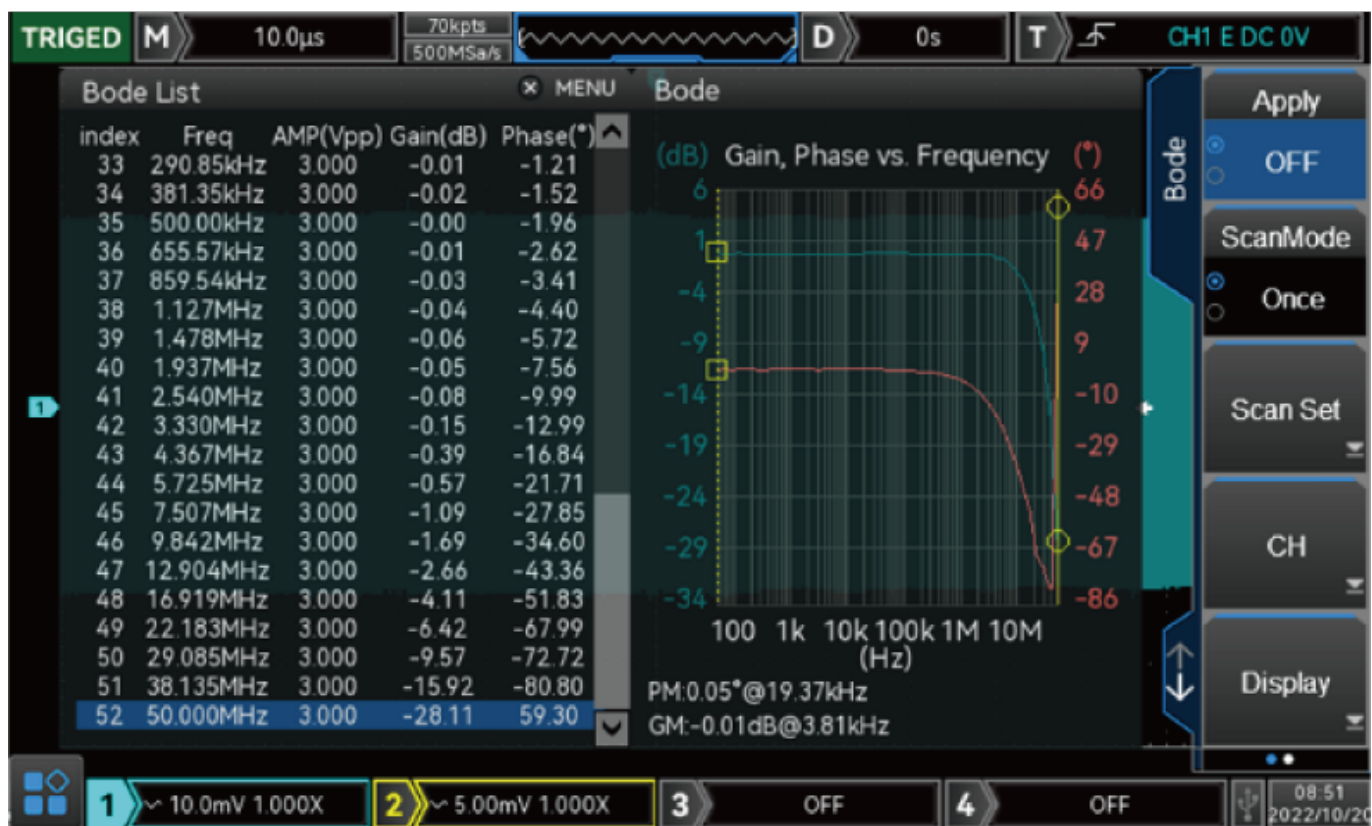 TRIGED M 10.0µs 70kpts 500MSa/s D 0s T CH1 E DC 0V
Bode List MENU
index Freq AMP(Vpp) Gain(dB) Phase(°)
33 290.85kHz 3.000 -0.01 -1.21
34 381.35kHz 3.000 -0.02 -1.52
35 500.00kHz 3.000 -0.00 -1.96
36 655.57kHz 3.000 -0.01 -2.62
37 859.54kHz 3.000 -0.03 -3.41
38 1.127MHz 3.000 -0.04 -4.40
39 1.478MHz 3.000 -0.06 -5.72
40 1.937MHz 3.000 -0.05 -7.56
41 2.540MHz 3.000 -0.08 -9.99
42 3.330MHz 3.000 -0.15 -12.99
43 4.367MHz 3.000 -0.39 -16.84
44 5.725MHz 3.000 -0.57 -21.71
45 7.507MHz 3.000 -1.09 -27.85
46 9.842MHz 3.000 -1.69 -34.60
47 12.904MHz 3.000 -2.66 -43.36
48 16.919MHz 3.000 -4.11 -51.83
49 22.183MHz 3.000 -6.42 -67.99
50 29.085MHz 3.000 -9.57 -72.72
51 38.135MHz 3.000 -15.92 -80.80
52 50.000MHz 3.000 -28.11 59.30
Bode
(dB) Gain, Phase vs. Frequency (°)
6 66
1 47
-4 28
-9 9
-14 -10
-19 -29
-24 -48
-29 -67
-34 -86
100 1k 10k 100k 1M 10M
(Hz)
PM:0.05°@19.37kHz
GM:-0.01dB@3.81kHz
Bode
Apply
OFF
ScanMode
Once
Scan Set
CH
Display
1
1 10.0mV 1.000X 2 5.00mV 1.000X 3 OFF 4 OFF
08:51
2022/10/20